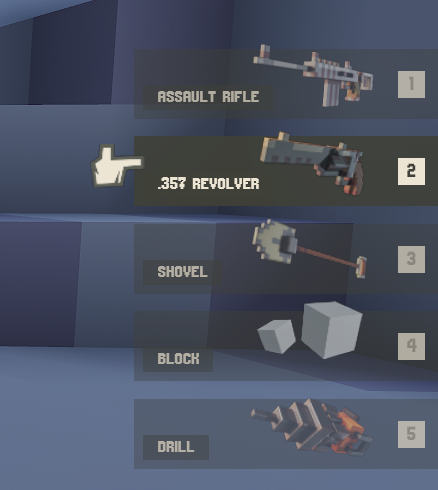 ASSAULT RIFLE
1
.357 REVOLVER
2
SHOVEL
3
BLOCK
4
DRILL
5